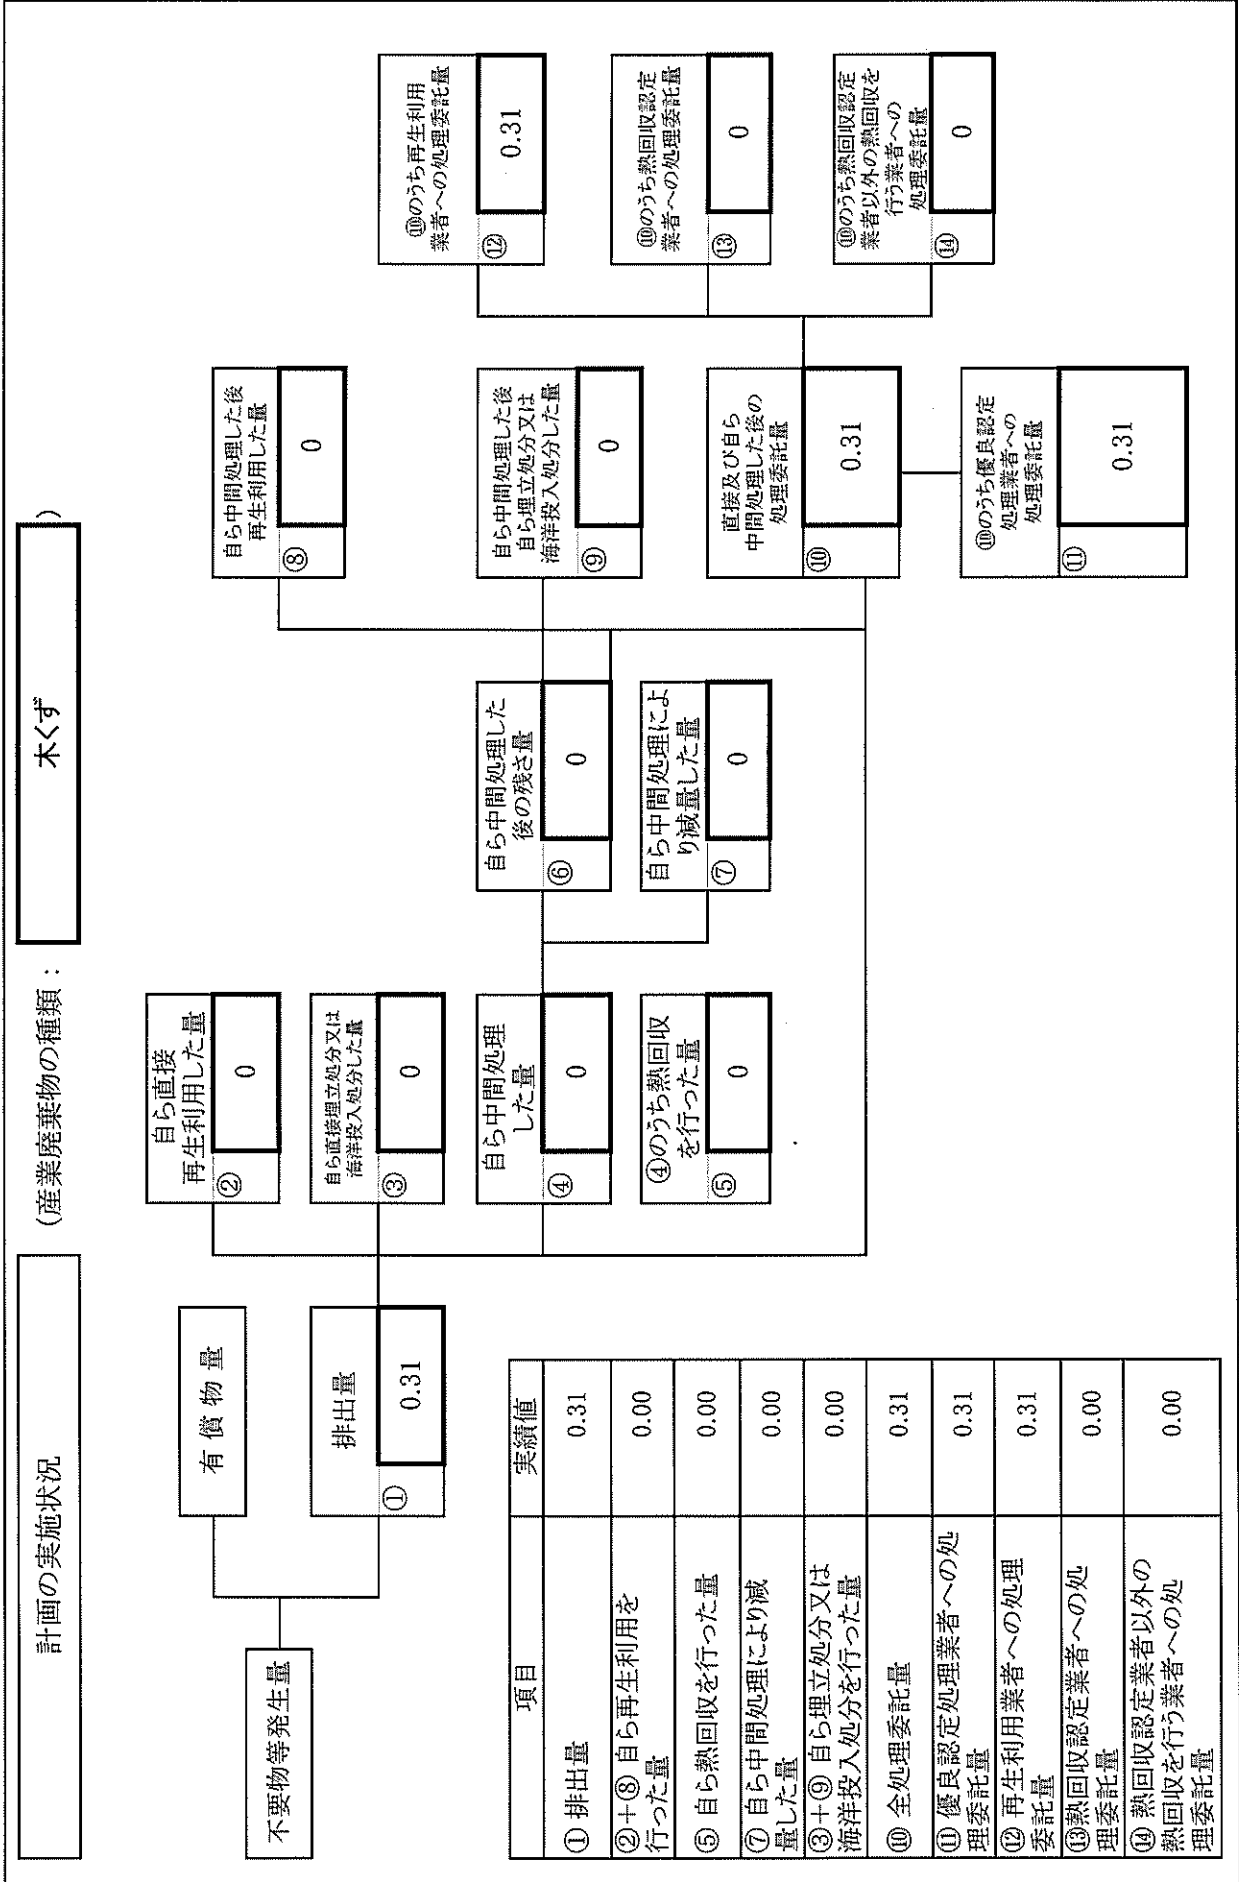 計画の実施状況
(産業廃棄物の種類：
木くず
)
不要物等発生量
有償物量
排出量
①
0.31
自ら直接
再生利用した量
②
0
自ら直接埋立処分又は
海洋投入処分した量
③
0
自ら中間処理
した量
④
0
④のうち熱回収
を行った量
⑤
0
自ら中間処理した
後の残さ量
⑥
0
自ら中間処理によ
り減量した量
⑦
0
自ら中間処理した後
再生利用した量
⑧
0
自ら中間処理した後
自ら埋立処分又は
海洋投入処分した量
⑨
0
直接及び自ら
中間処理した後の
処理委託量
⑩
0.31
⑩のうち優良認定
処理業者への
処理委託量
⑪
0.31
⑩のうち再生利用
業者への処理委託量
⑫
0.31
⑩のうち熱回収認定
業者への処理委託量
⑬
0
⑩のうち熱回収認定
業者以外の熱回収を
行う業者への
処理委託量
⑭
0
項目 実績値
① 排出量 0.31
②＋⑧ 自ら再生利用を
行った量 0.00
⑤ 自ら熱回収を行った量 0.00
⑦ 自ら中間処理により減
量した量 0.00
③＋⑨ 自ら埋立処分又は
海洋投入処分を行った量 0.00
⑩ 全処理委託量 0.31
⑪ 優良認定処理業者への処
理委託量 0.31
⑫ 再生利用業者への処理
委託量 0.31
⑬熱回収認定業者への処
理委託量 0.00
⑭ 熱回収認定業者以外の
熱回収を行う業者への処
理委託量 0.00